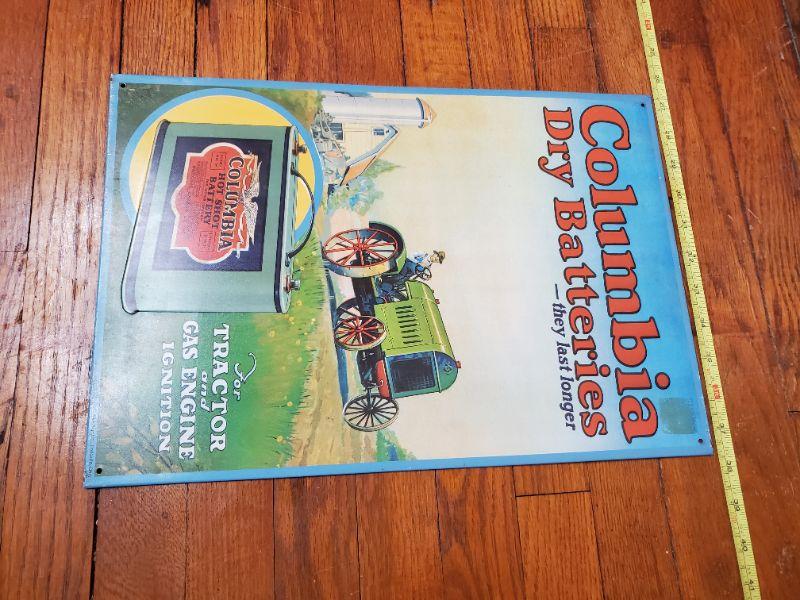 Columbia
Dry Batteries
—they last longer
COLUMBIA
HOT SHOT
BATTERY
For
TRACTOR
and
GAS ENGINE
IGNITION